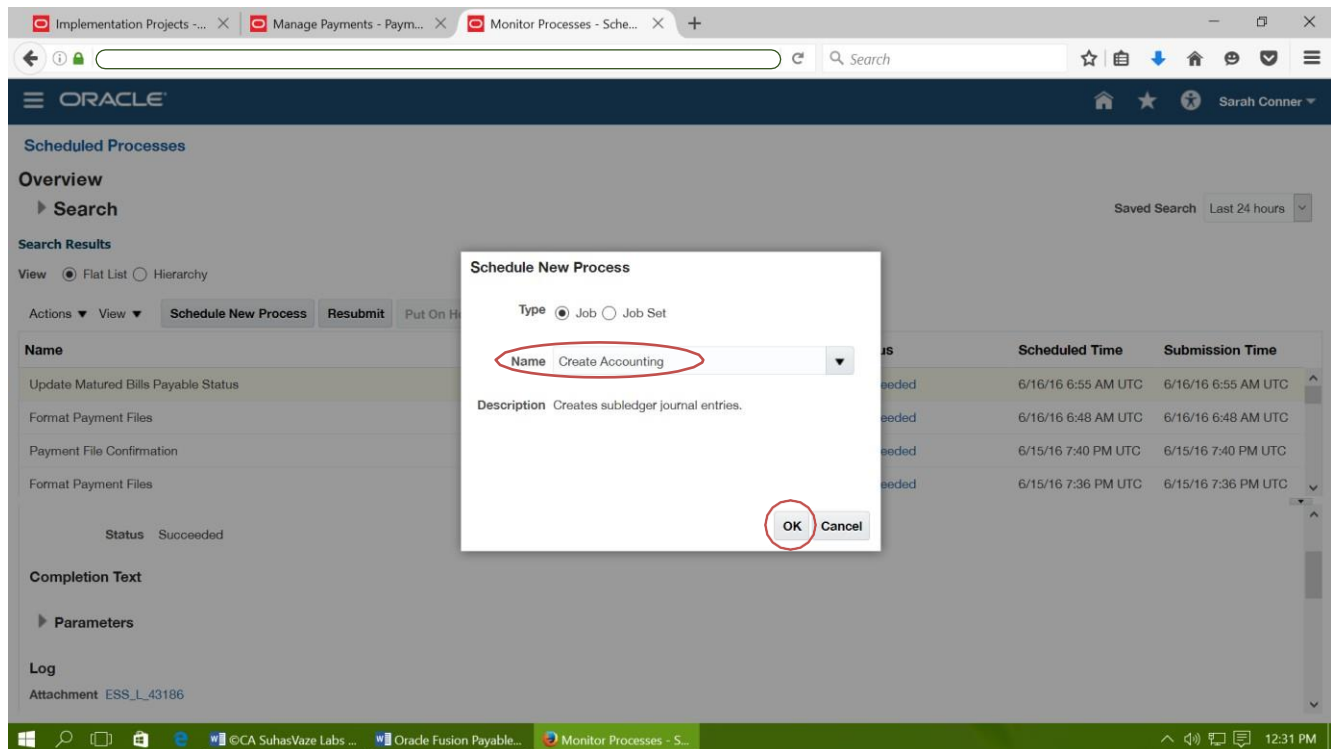 Implementation Projects -...
Manage Payments - Paym...
Monitor Processes - Sche...
Search
ORACLE
Sarah Conner
Scheduled Processes
Overview
Search
Saved Search Last 24 hours
Search Results
View Flat List Hierarchy
Actions View Schedule New Process Resubmit Put On H
Name
us Scheduled Time Submission Time
Update Matured Bills Payable Status eeded 6/16/16 6:55 AM UTC 6/16/16 6:55 AM UTC
Format Payment Files eeded 6/16/16 6:48 AM UTC 6/16/16 6:48 AM UTC
Payment File Confirmation eeded 6/15/16 7:40 PM UTC 6/15/16 7:40 PM UTC
Format Payment Files eeded 6/15/16 7:36 PM UTC 6/15/16 7:36 PM UTC
Schedule New Process
Type Job Job Set
Name Create Accounting
Description Creates subledger journal entries.
OK Cancel
Status Succeeded
Completion Text
Parameters
Log
Attachment ESS_L_43186
©CA SuhasVaze Labs ...
Oracle Fusion Payable...
Monitor Processes - S...
12:31 PM